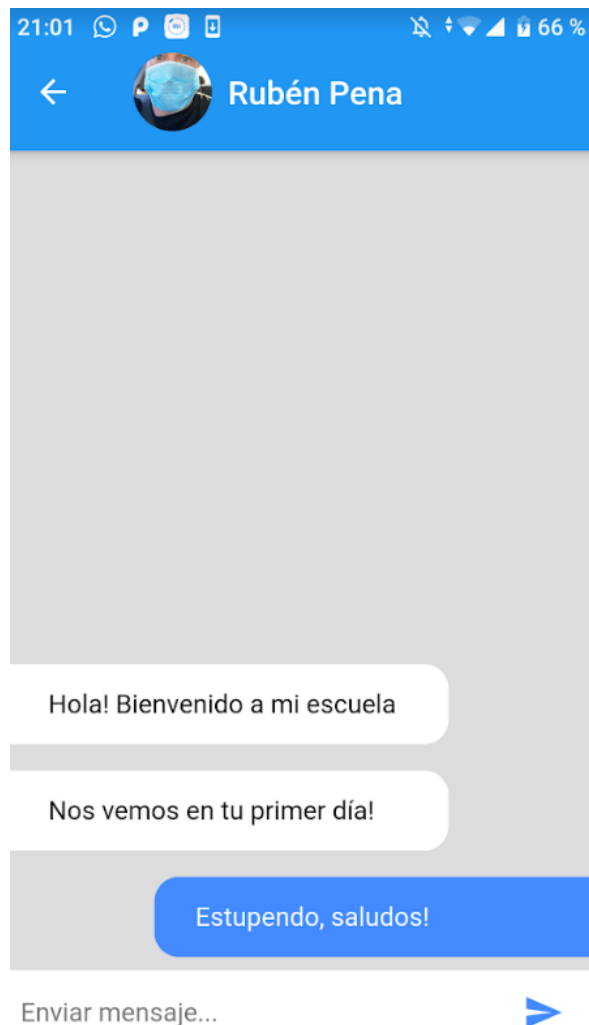 21:01 66 %
Rubén Pena
Hola! Bienvenido a mi escuela
Nos vemos en tu primer día!
Estupendo, saludos!
Enviar mensaje...